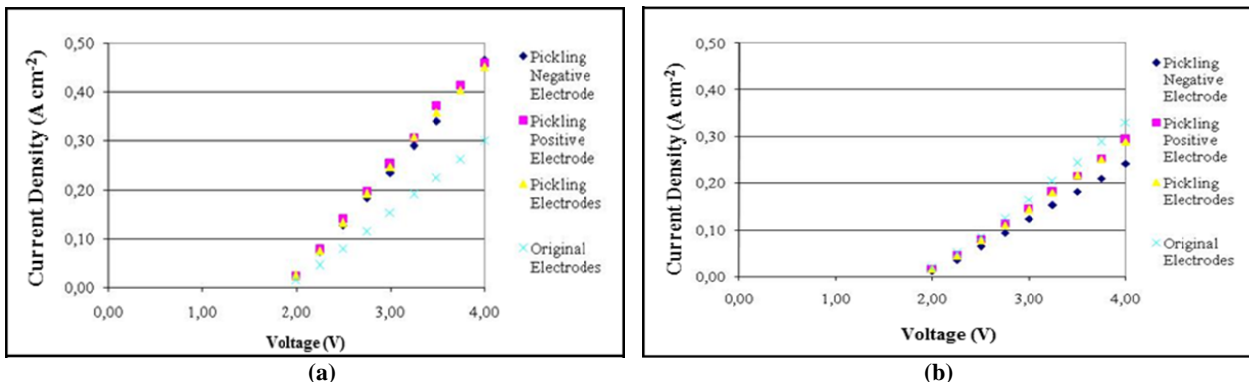 Current Density (A cm-2)
0,50
0,40
0,30
0,20
0,10
0,00
0,00
1,00
2,00
3,00
4,00
Voltage (V)
Pickling
Negative
Electrode
Pickling
Positive
Electrode
Pickling
Electrodes
Original
Electrodes
(a)
Current Density (A cm-2)
0,50
0,40
0,30
0,20
0,10
0,00
0,00
1,00
2,00
3,00
4,00
Voltage (V)
Pickling
Negative
Electrode
Pickling
Positive
Electrode
Pickling
Electrodes
Original
Electrodes
(b)